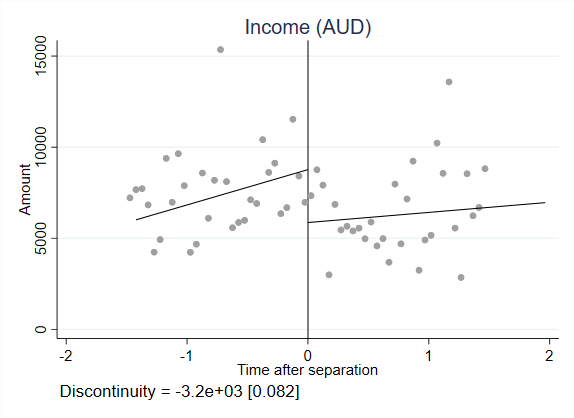 Income (AUD)
15000
10000
5000
0
Amount
-2 -1 0 1 2
Time after separation
Discontinuity = -3.2e+03 [0.082]